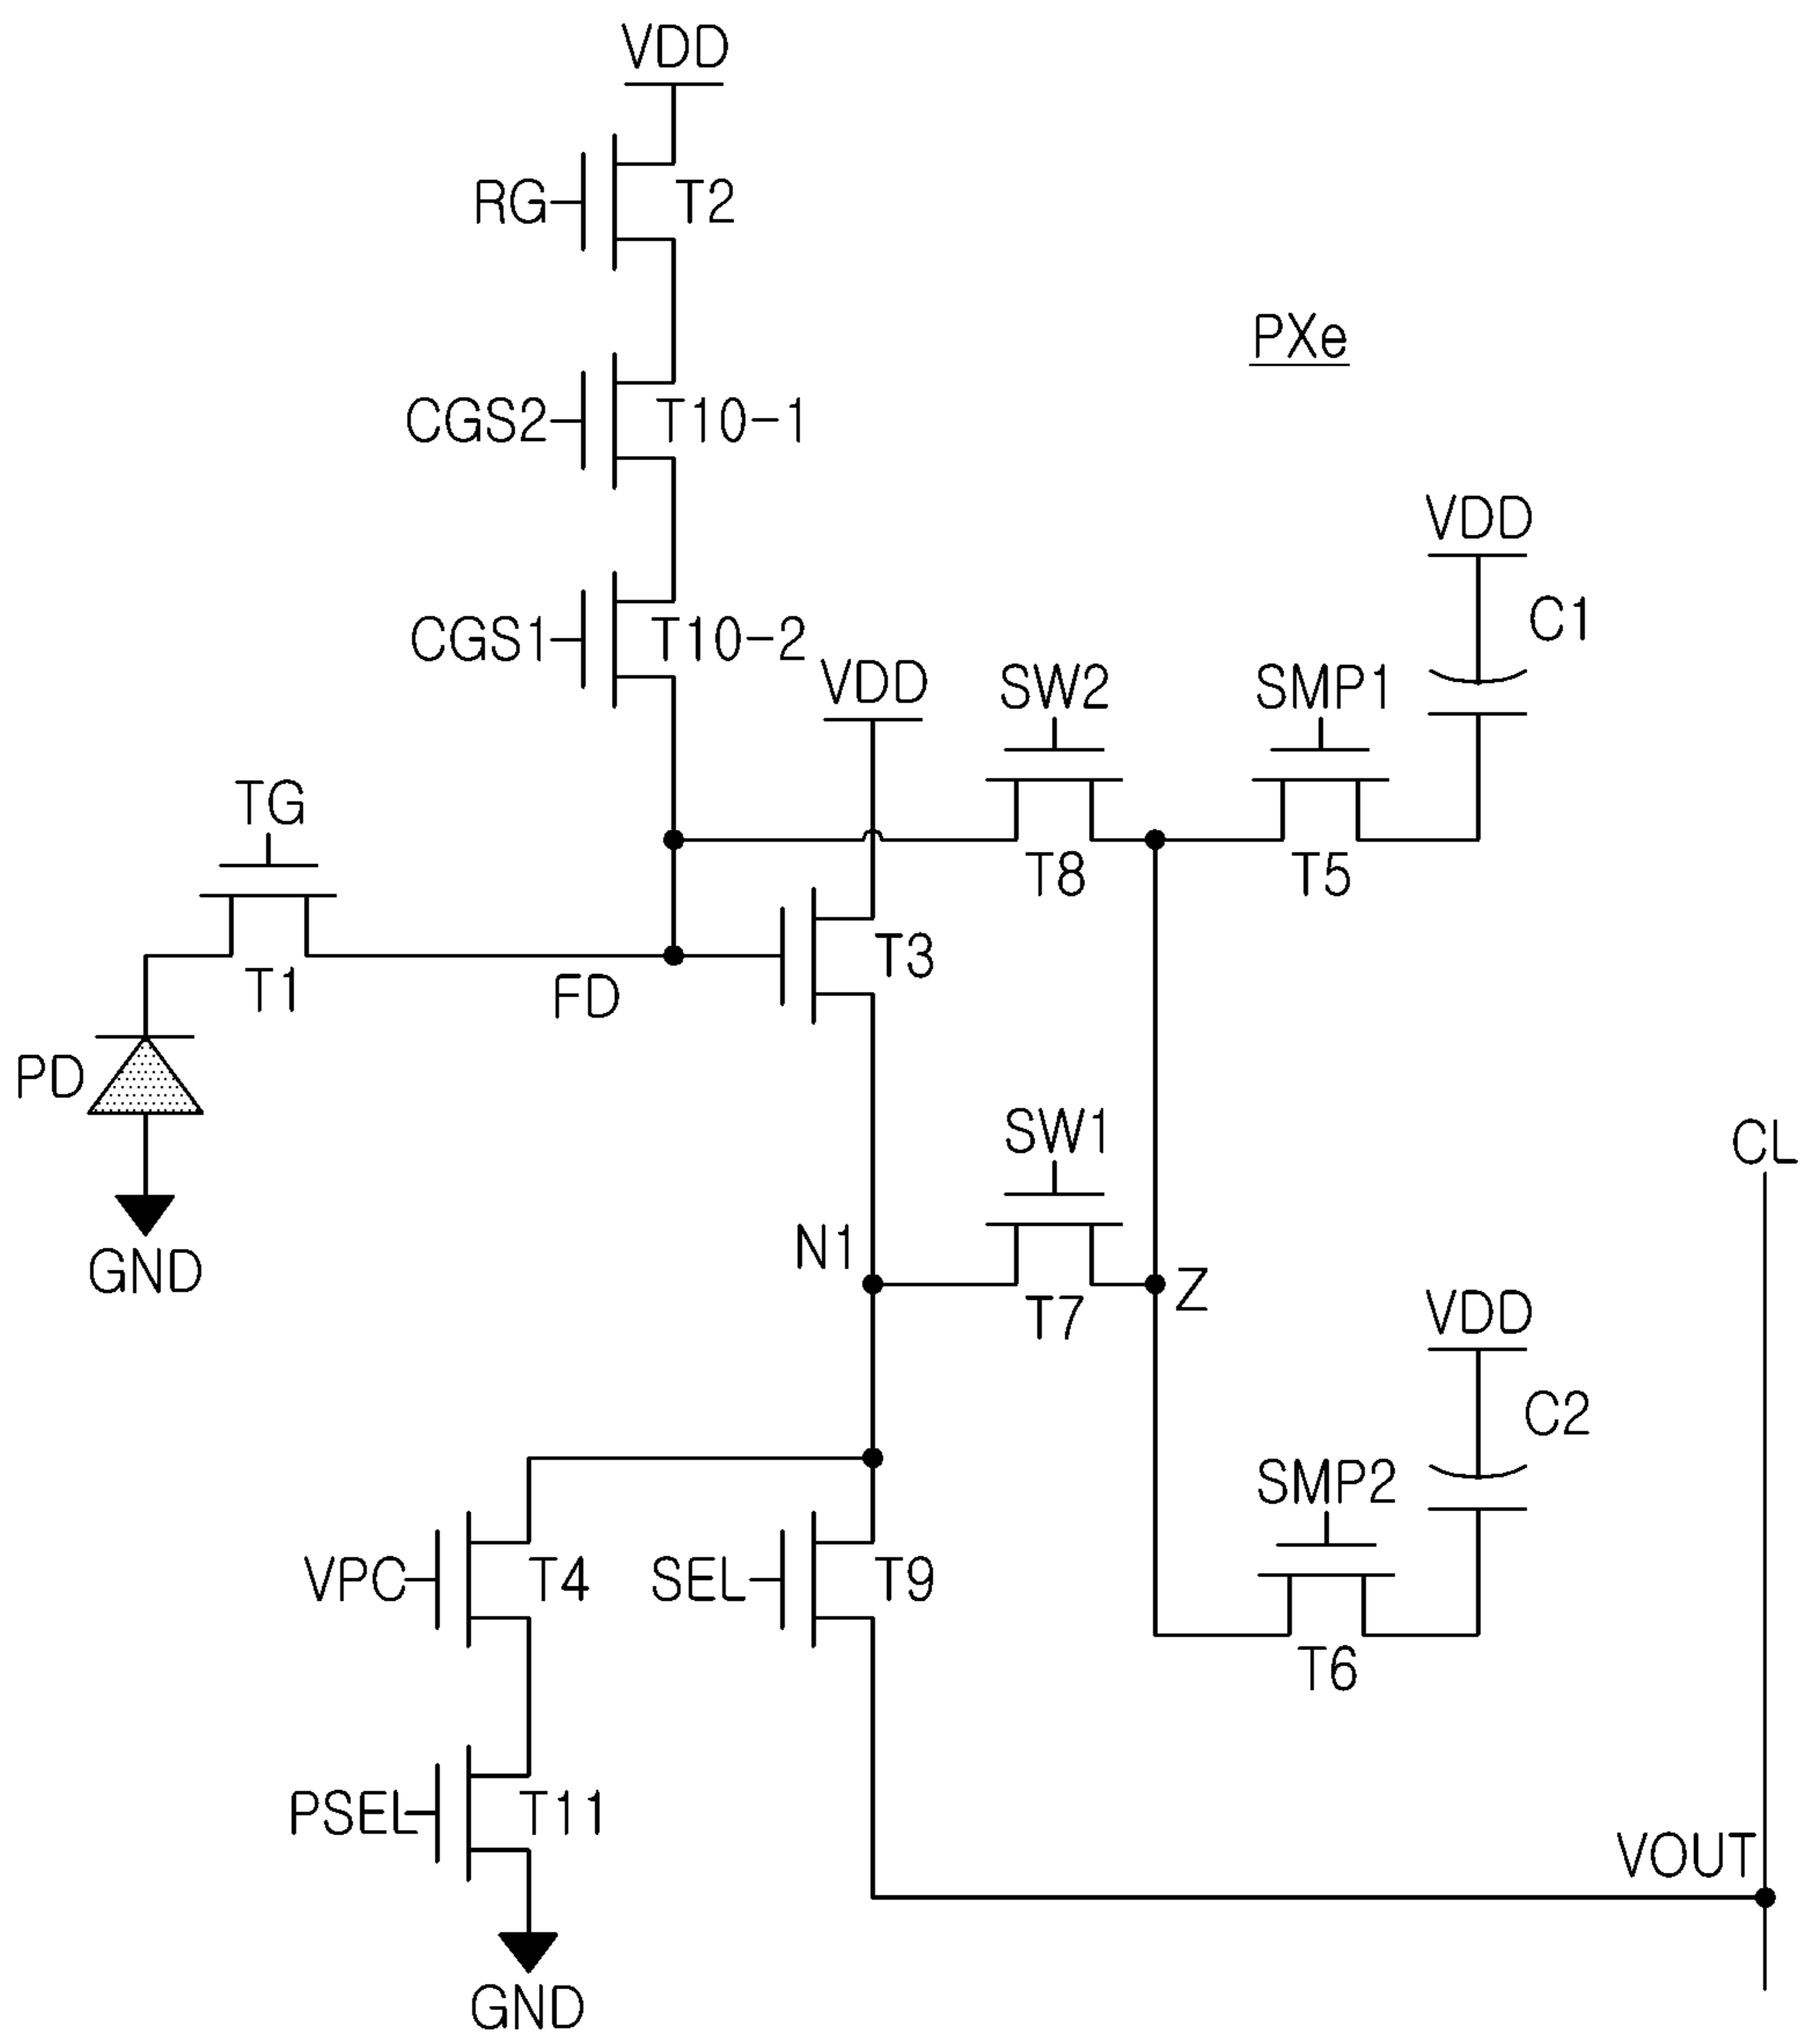 VDD
RG
T2
PXe
CGS2
T10-1
VDD
C1
CGS1
T10-2
VDD
SW2
SMP1
TG
T8
T5
T3
T1
FD
PD
SW1
CL
N1
GND
Z
T7
VDD
C2
SMP2
VPC
T4
SEL
T9
T6
PSEL
T11
VOUT
GND